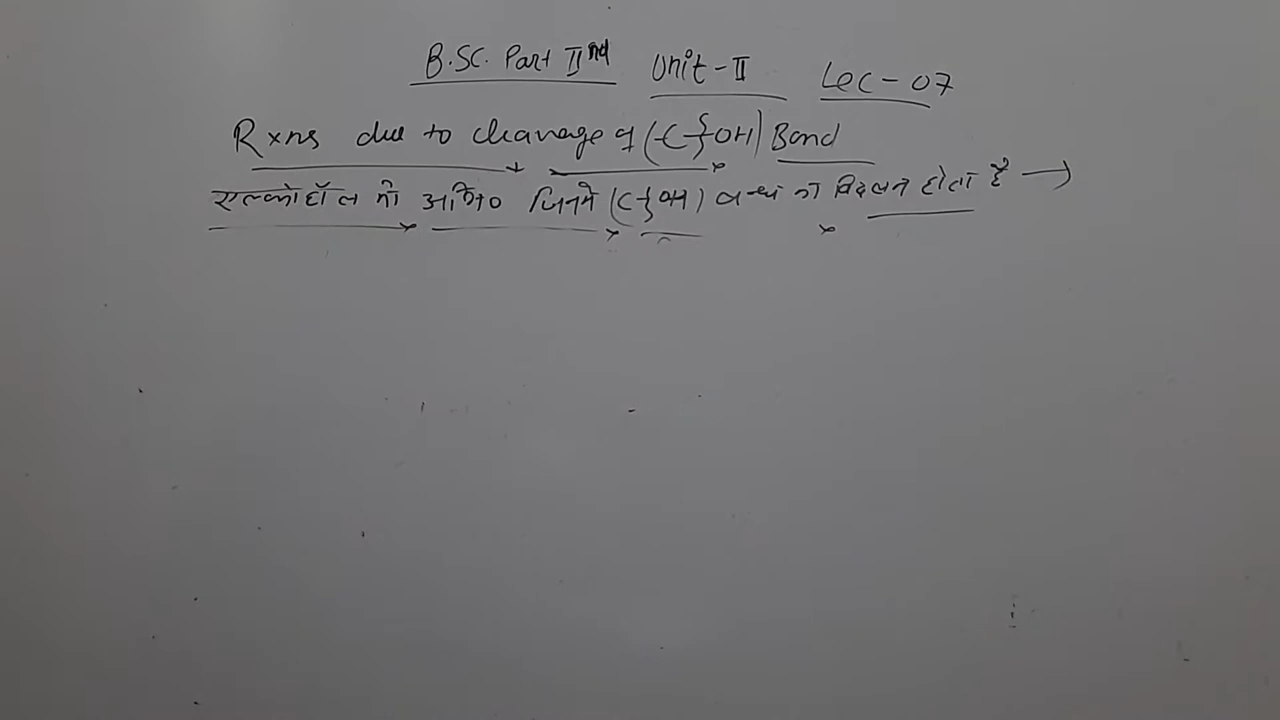 B.SC. Part IInd Unit-II Lec-07
Rxns due to cleavage of (-C-}OH) Bond
एल्कोहॉल की अभि० जिनमें (C-}OH) बन्ध का विदलन होता है →